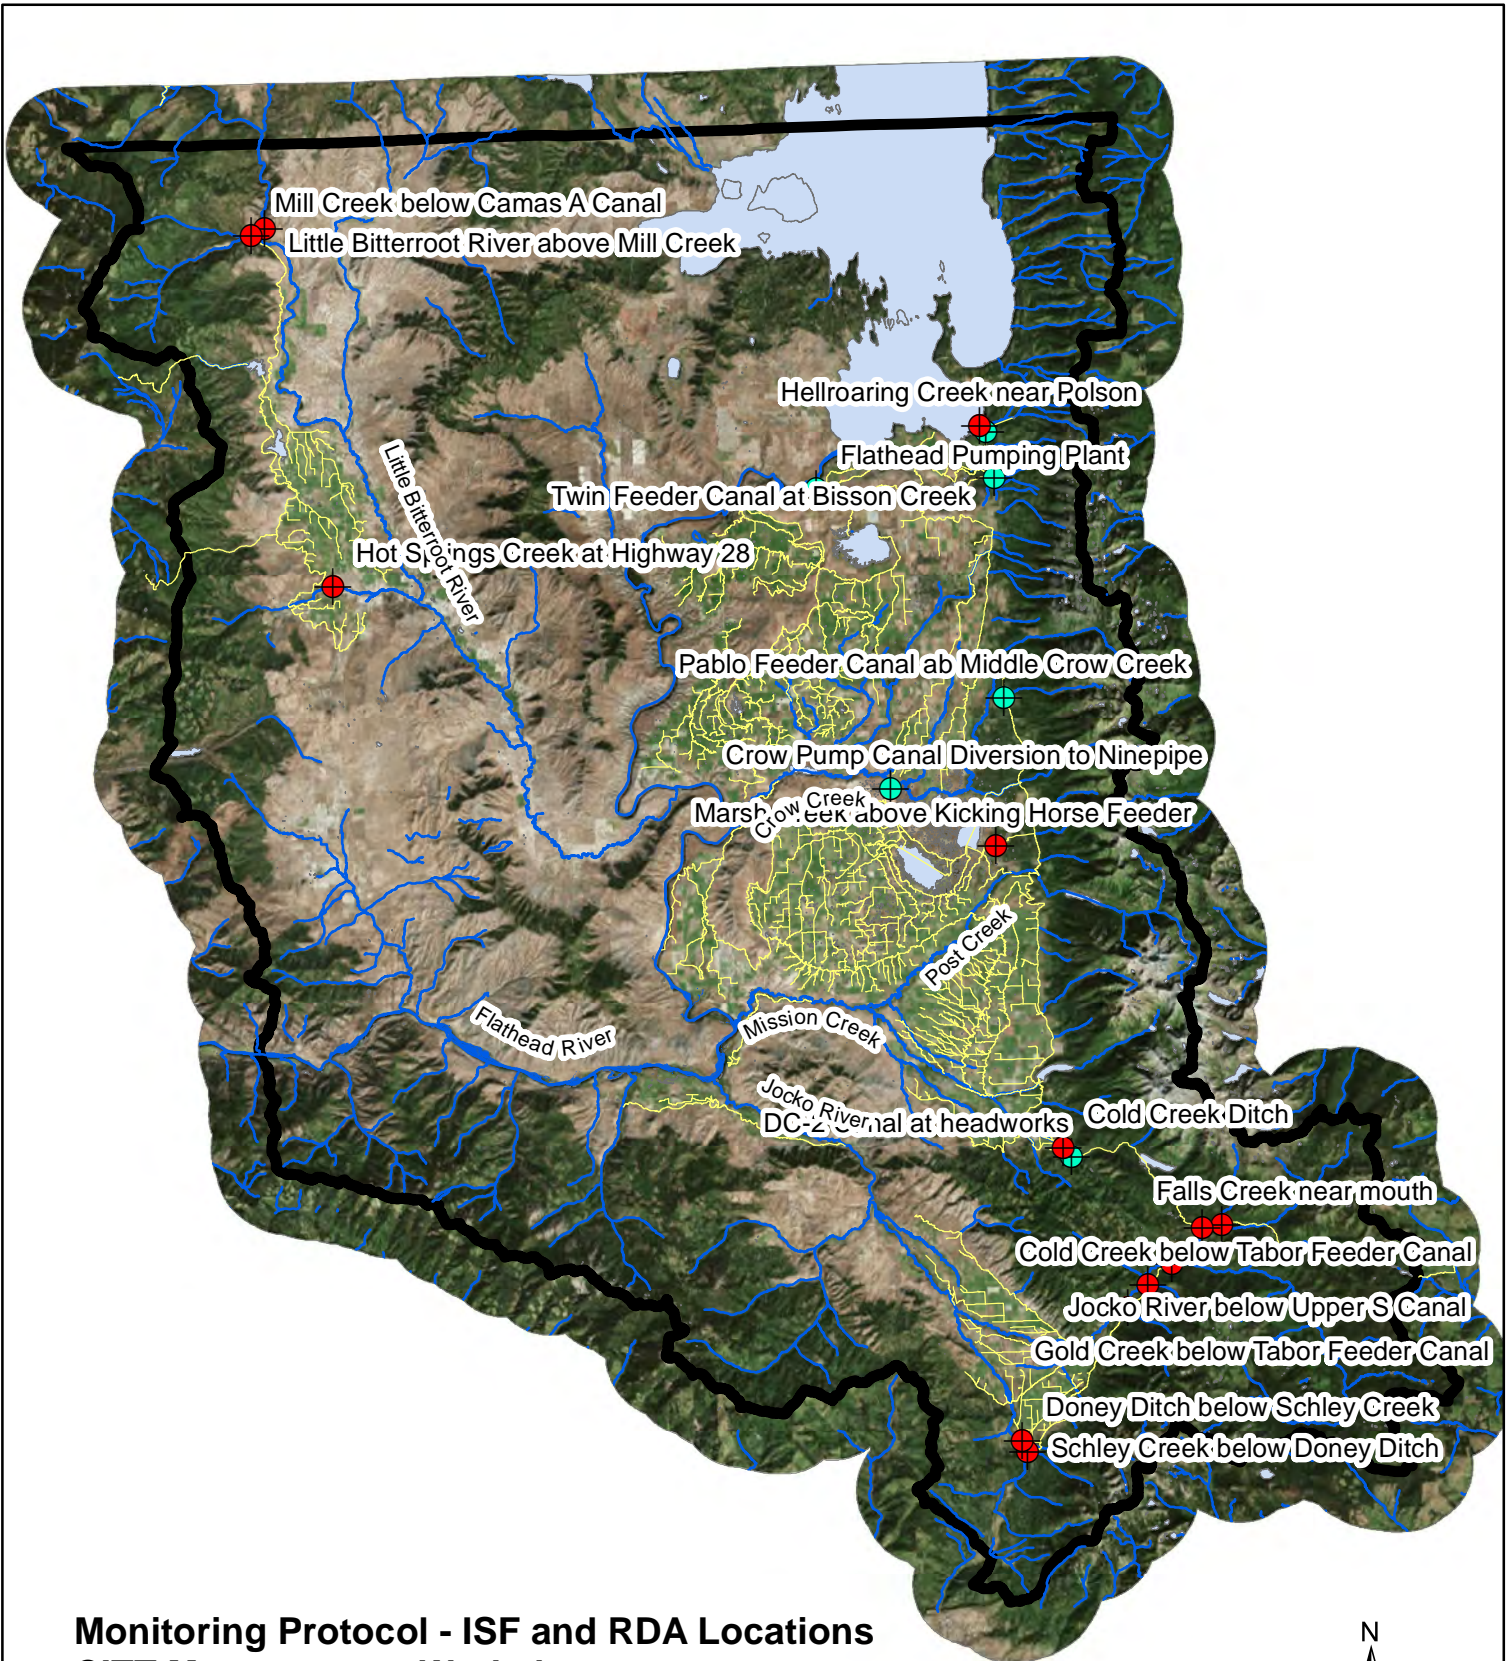 Mill Creek below Camas A Canal
Little Bitterroot River above Mill Creek
Hellroaring Creek near Polson
Flathead Pumping Plant
Twin Feeder Canal at Bisson Creek
Little Bitterroot River
Hot Springs Creek at Highway 28
Pablo Feeder Canal ab Middle Crow Creek
Crow Pump Canal Diversion to Ninepipe
Crow Creek
Marsh Creek above Kicking Horse Feeder
Post Creek
Flathead River
Mission Creek
Jocko River
DC-2 Canal at headworks
Cold Creek Ditch
Falls Creek near mouth
Cold Creek below Tabor Feeder Canal
Jocko River below Upper S Canal
Gold Creek below Tabor Feeder Canal
Doney Ditch below Schley Creek
Schley Creek below Doney Ditch
Monitoring Protocol - ISF and RDA Locations
N